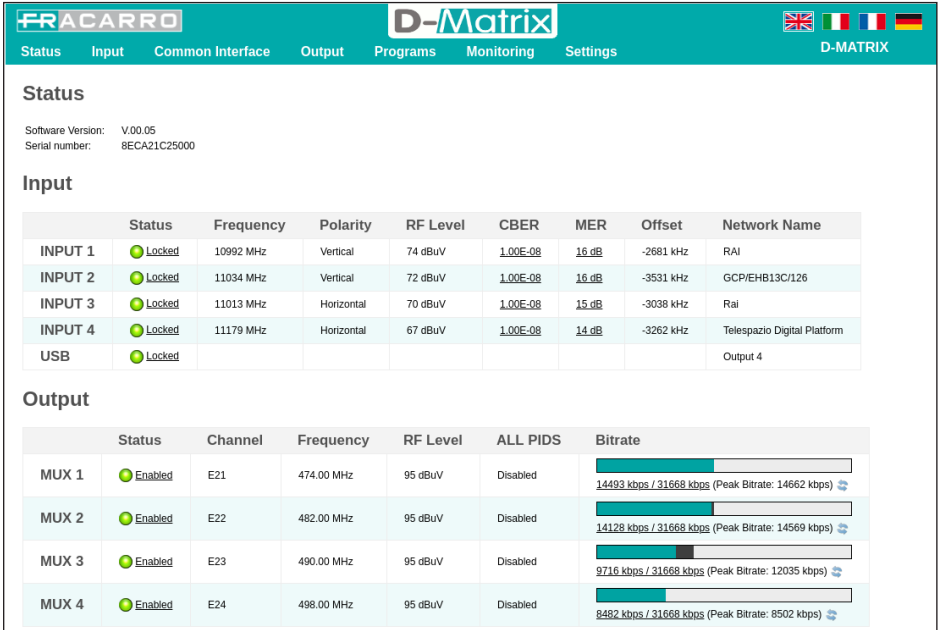 FRACARRO
D-Matrix
Status Input Common Interface Output Programs Monitoring Settings D-MATRIX
Status
Software Version: V.00.05
Serial number: 8ECA21C25000
Input
Status Frequency Polarity RF Level CBER MER Offset Network Name
INPUT 1 Locked 10992 MHz Vertical 74 dBuV 1.00E-08 16 dB -2681 kHz RAI
INPUT 2 Locked 11034 MHz Vertical 72 dBuV 1.00E-08 16 dB -3531 kHz GCP/EHB13C/126
INPUT 3 Locked 11013 MHz Horizontal 70 dBuV 1.00E-08 15 dB -3038 kHz Rai
INPUT 4 Locked 11179 MHz Horizontal 67 dBuV 1.00E-08 14 dB -3262 kHz Telespazio Digital Platform
USB Locked Output 4
Output
Status Channel Frequency RF Level ALL PIDS Bitrate
MUX 1 Enabled E21 474.00 MHz 95 dBuV Disabled 14493 kbps / 31668 kbps (Peak Bitrate: 14662 kbps)
MUX 2 Enabled E22 482.00 MHz 95 dBuV Disabled 14128 kbps / 31668 kbps (Peak Bitrate: 14569 kbps)
MUX 3 Enabled E23 490.00 MHz 95 dBuV Disabled 9716 kbps / 31668 kbps (Peak Bitrate: 12035 kbps)
MUX 4 Enabled E24 498.00 MHz 95 dBuV Disabled 8482 kbps / 31668 kbps (Peak Bitrate: 8502 kbps)